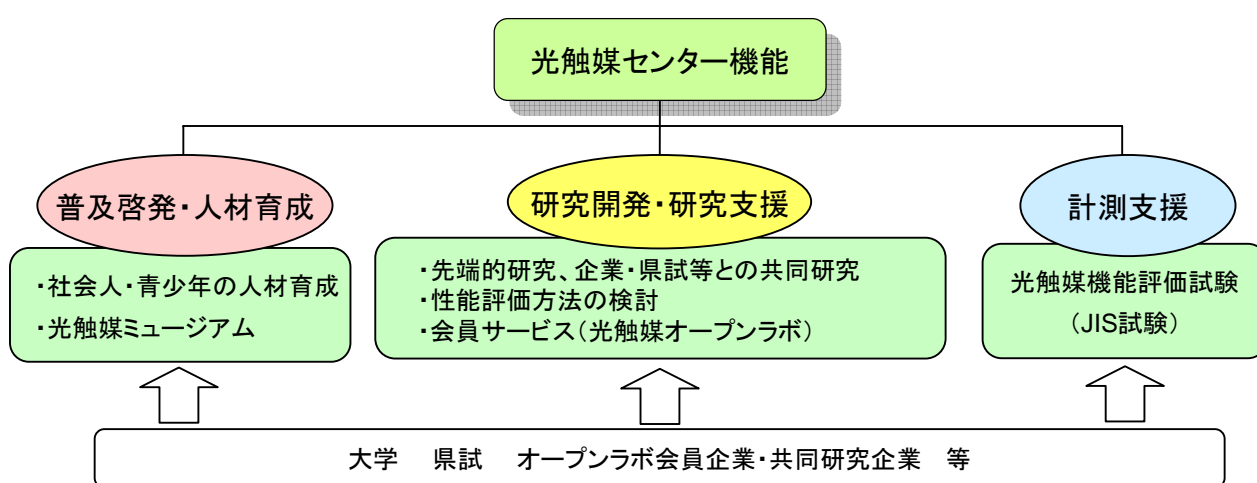 光触媒センター機能
普及啓発・人材育成
・社会人・青少年の人材育成
・光触媒ミュージアム
研究開発・研究支援
・先端的研究、企業・県試等との共同研究
・性能評価方法の検討
・会員サービス(光触媒オープンラボ)
計測支援
光触媒機能評価試験
(JIS試験)
大学　県試　オープンラボ会員企業・共同研究企業　等